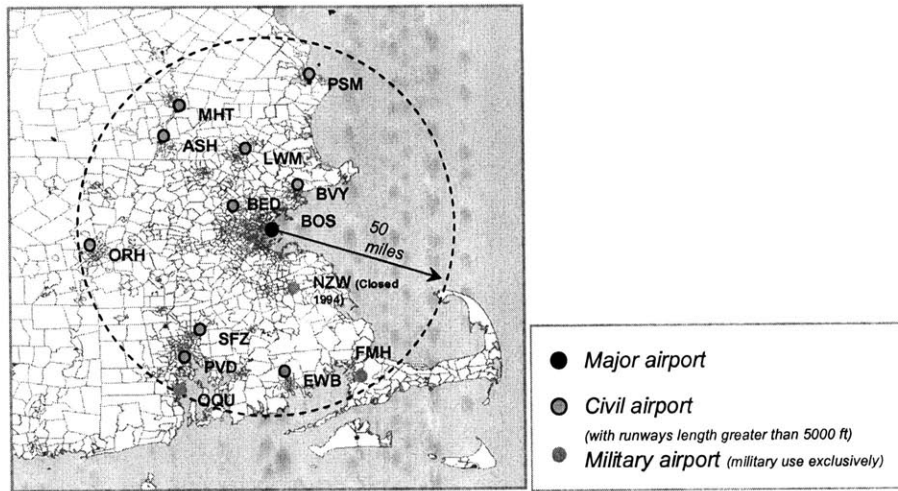 PSM
MHT
ASH
LWM
BVY
BED
BOS
50
miles
ORH
NZW (Closed
1994)
SFZ
FMH
PVD
EWB
OQU
Major airport
Civil airport
(with runways length greater than 5000 ft)
Military airport (military use exclusively)